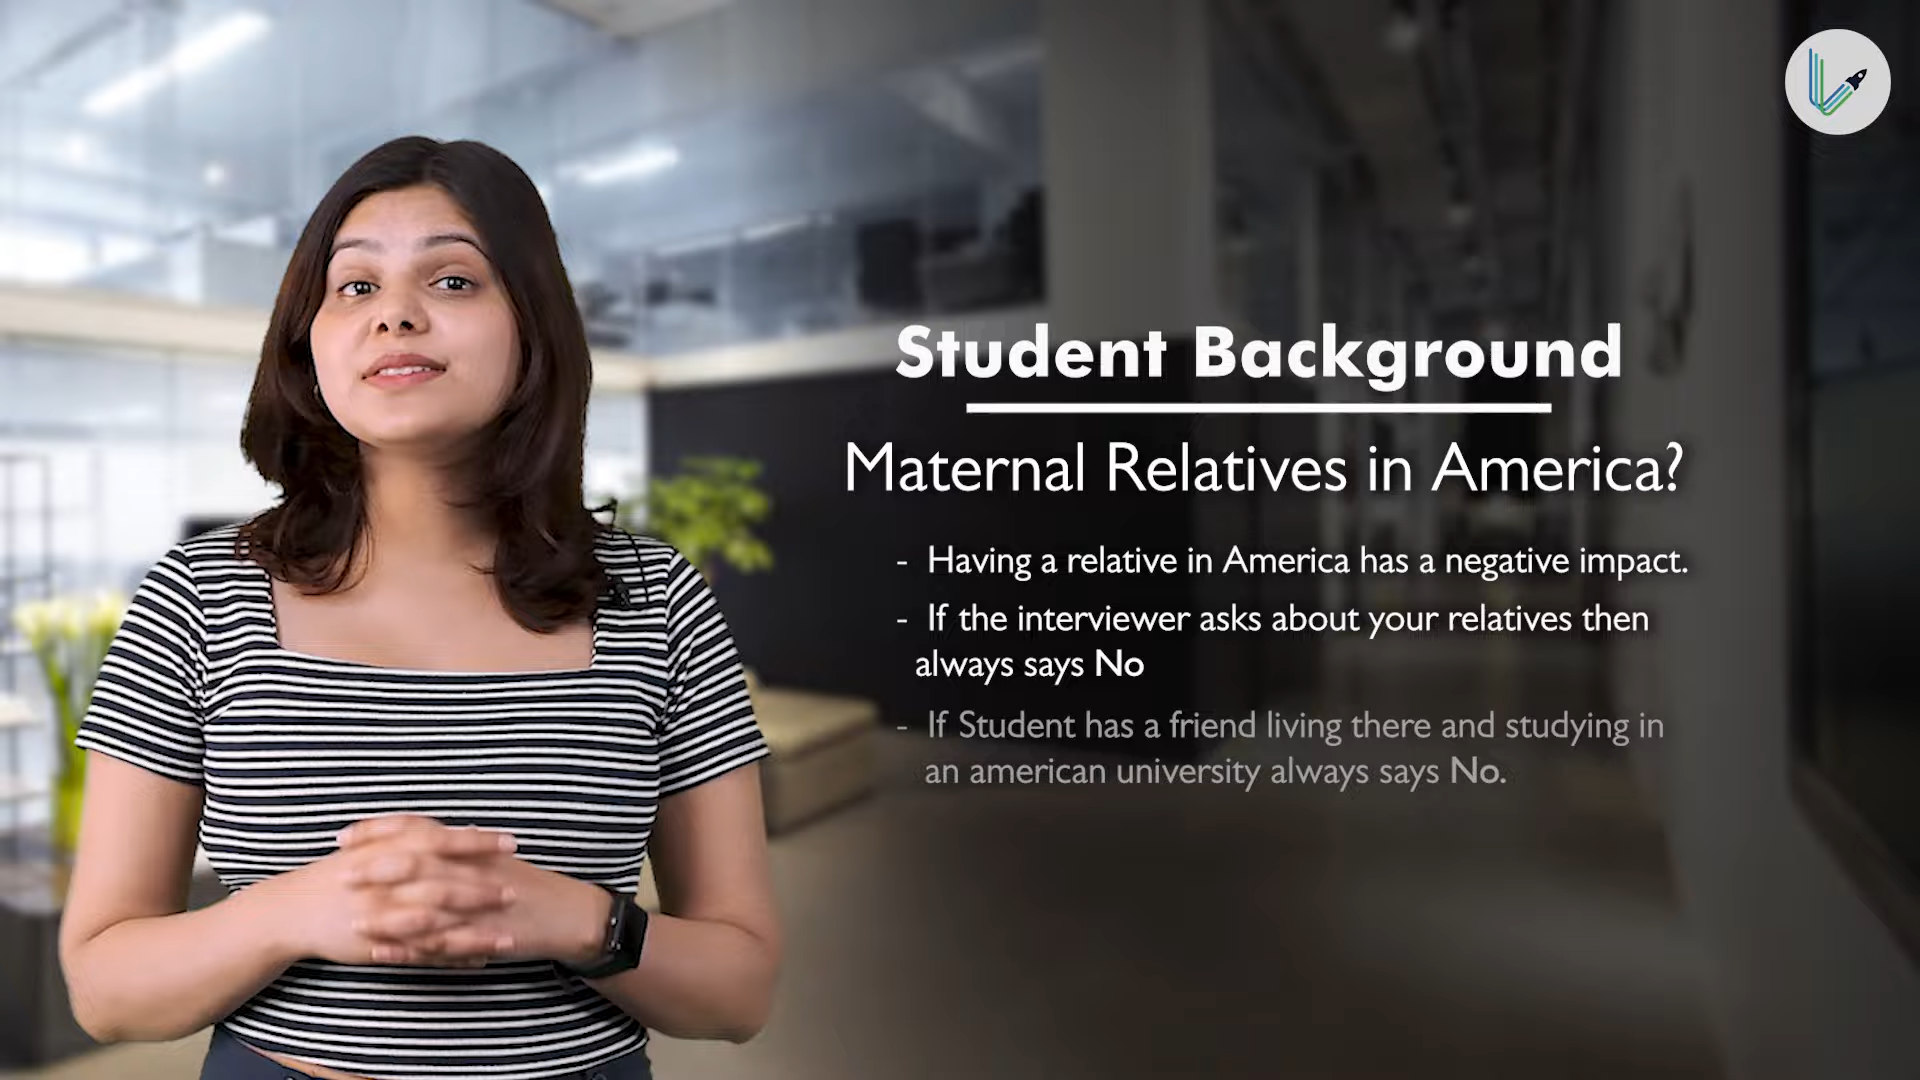 Student Background
Maternal Relatives in America?
- Having a relative in America has a negative impact.
- If the interviewer asks about your relatives then
always says No
- If Student has a friend living there and studying in
an american university always says No.